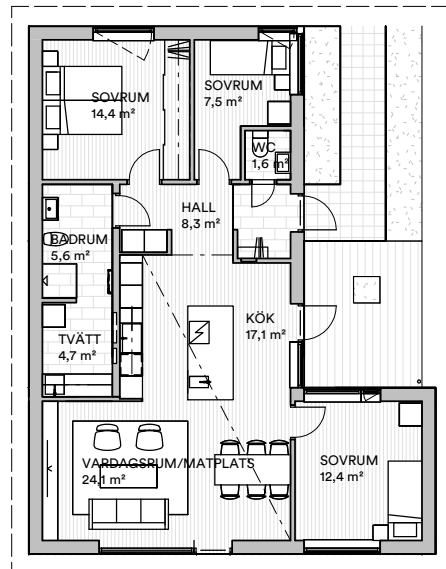 SOVRUM
14,4 m²
SOVRUM
7,5 m²
WC
1,6 m²
HALL
8,3 m²
BADRUM
5,6 m²
KÖK
17,1 m²
TVÄTT
4,7 m²
VARDAGSRUM/MATPLATS
24,1 m²
SOVRUM
12,4 m²